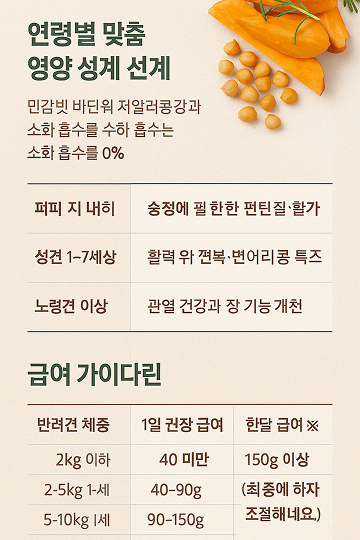 연령별 맞춤
영양 성계 선계
민감빗 바딘워 저알러콩강과
소화 흡수를 수하 흡수는
소화 흡수를 0%
퍼피 지 내히 숭정에 필 한한 펀틴질·할가
성견 1–7세상 활력 위 쪈복·변어리콩 특즈
노령견 이상 관열 건강과 장 기능 개천
급여 가이다린
반려견 체중 1일 권장 급여 한달 급여 ※
2kg 이하 40 미만 150g 이상
2-5kg 1-세 40–90g (최중에 하자
5-10kg l세 90–150g 조절해네요.)